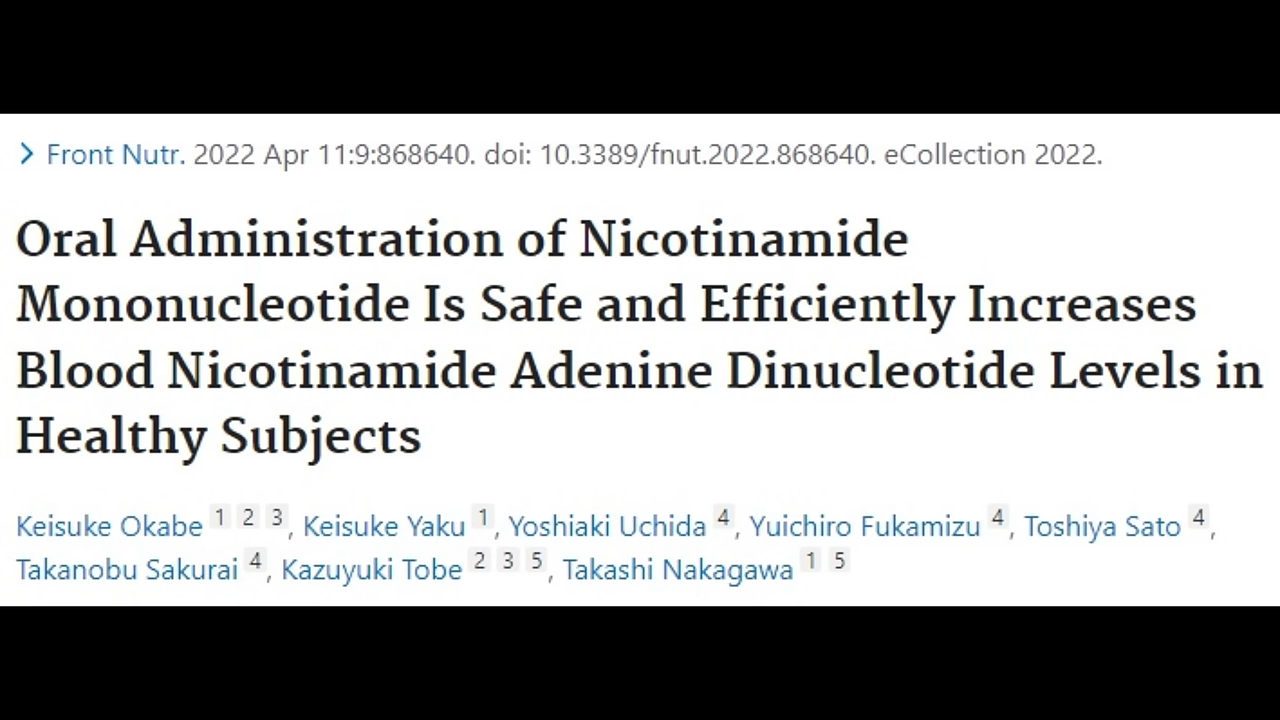 > Front Nutr. 2022 Apr 11:9:868640. doi: 10.3389/fnut.2022.868640. eCollection 2022.
Oral Administration of Nicotinamide
Mononucleotide Is Safe and Efficiently Increases
Blood Nicotinamide Adenine Dinucleotide Levels in
Healthy Subjects
Keisuke Okabe 1 2 3, Keisuke Yaku 1, Yoshiaki Uchida 4, Yuichiro Fukamizu 4, Toshiya Sato 4,
Takanobu Sakurai 4, Kazuyuki Tobe 2 3 5, Takashi Nakagawa 1 5